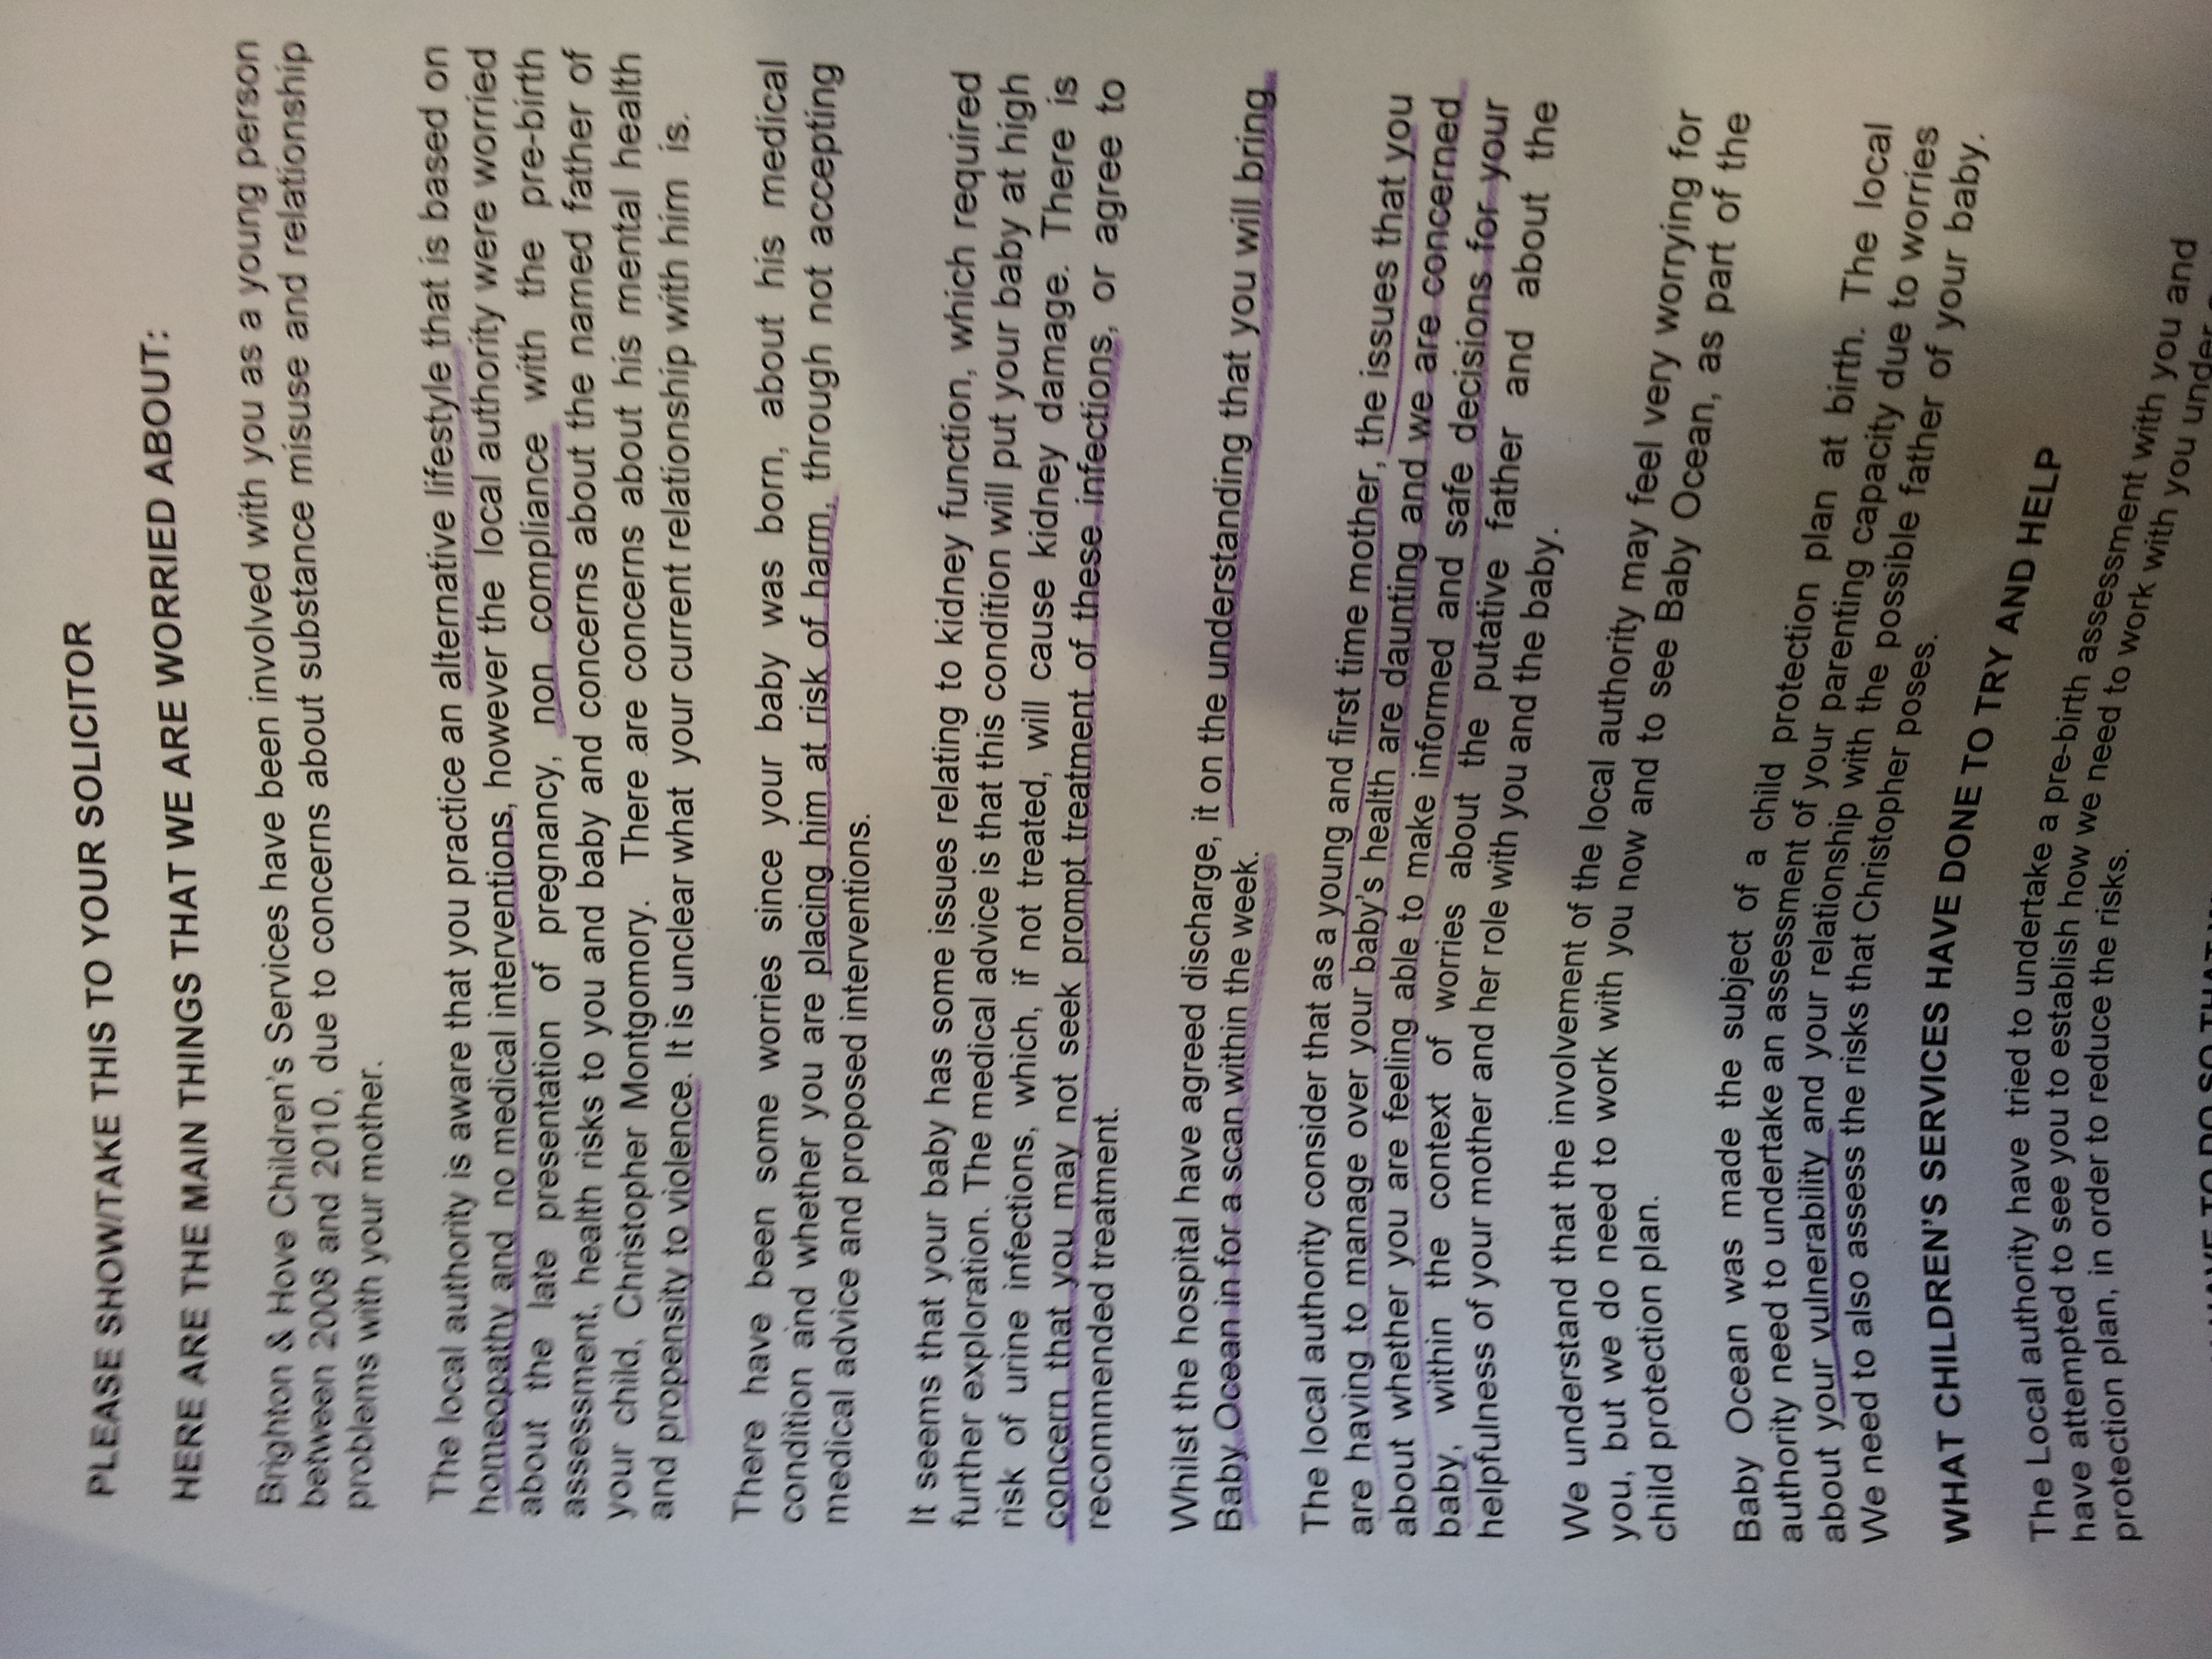 PLEASE SHOW/TAKE THIS TO YOUR SOLICITOR
HERE ARE THE MAIN THINGS THAT WE ARE WORRIED ABOUT:
Brighton & Hove Children's Services have been involved with you as a young person
between 2008 and 2010, due to concerns about substance misuse and relationship
problems with your mother.
The local authority is aware that you practice an alternative lifestyle that is based on
homeopathy and no medical interventions, however the local authority were worried
about the late presentation of pregnancy, non compliance with the pre-birth
assessment, health risks to you and baby and concerns about the named father of
your child, Christopher Montgomory. There are concerns about his mental health
and propensity to violence. It is unclear what your current relationship with him is.
There have been some worries since your baby was born, about his medical
condition and whether you are placing him at risk of harm, through not accepting
medical advice and proposed interventions.
It seems that your baby has some issues relating to kidney function, which required
further exploration. The medical advice is that this condition will put your baby at high
risk of urine infections, which, if not treated, will cause kidney damage. There is
concern that you may not seek prompt treatment of these infections, or agree to
recommended treatment.
Whilst the hospital have agreed discharge, it on the understanding that you will bring
Baby Ocean in for a scan within the week.
The local authority consider that as a young and first time mother, the issues that you
are having to manage over your baby's health are daunting and we are concerned
about whether you are feeling able to make informed and safe decisions for your
baby, within the context of worries about the putative father and about the
helpfulness of your mother and her role with you and the baby.
We understand that the involvement of the local authority may feel very worrying for
you, but we do need to work with you now and to see Baby Ocean, as part of the
child protection plan.
Baby Ocean was made the subject of a child protection plan at birth. The local
authority need to undertake an assessment of your parenting capacity due to worries
about your vulnerability and your relationship with the possible father of your baby.
We need to also assess the risks that Christopher poses.
WHAT CHILDREN'S SERVICES HAVE DONE TO TRY AND HELP
The Local authority have tried to undertake a pre-birth assessment with you and
have attempted to see you to establish how we need to work with you under
protection plan, in order to reduce the risks.
HAVE TO DO SO THAT